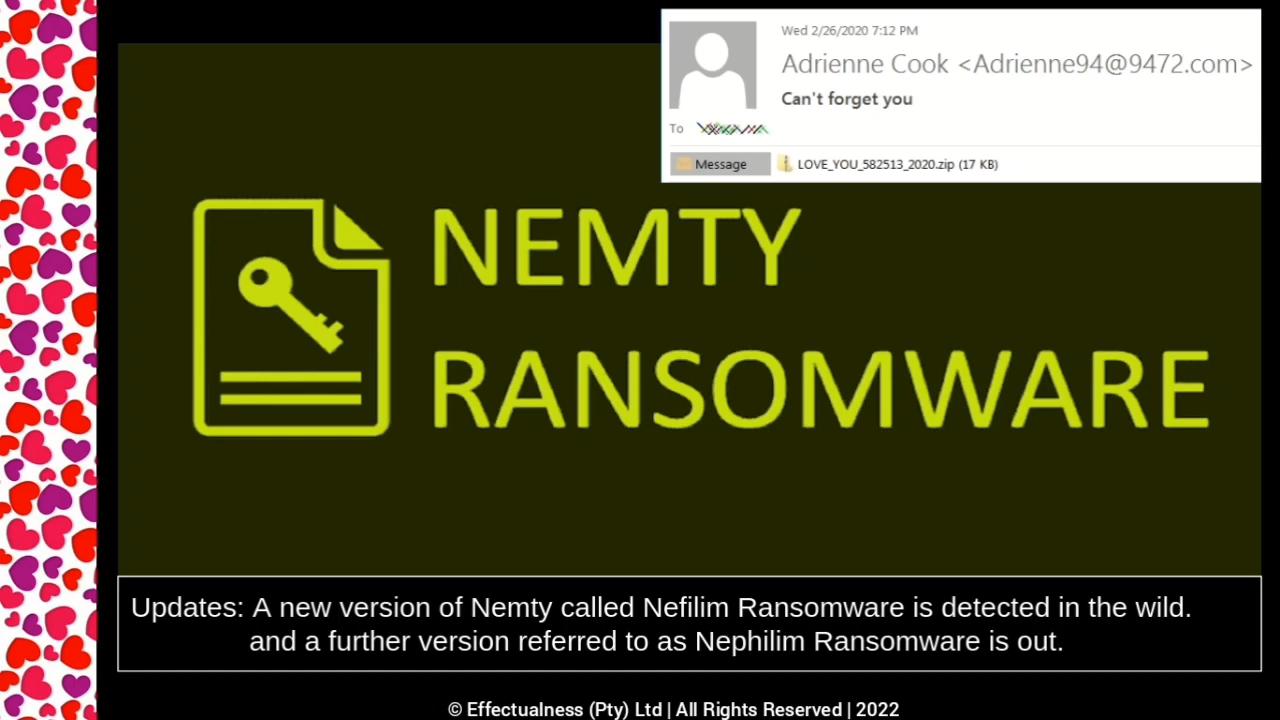 Wed 2/26/2020 7:12 PM
Adrienne Cook <Adrienne94@9472.com>
Can't forget you
To
Message LOVE_YOU_582513_2020.zip (17 KB)
NEMTY
RANSOMWARE
Updates: A new version of Nemty called Nefilim Ransomware is detected in the wild.
and a further version referred to as Nephilim Ransomware is out.
© Effectualness (Pty) Ltd | All Rights Reserved | 2022